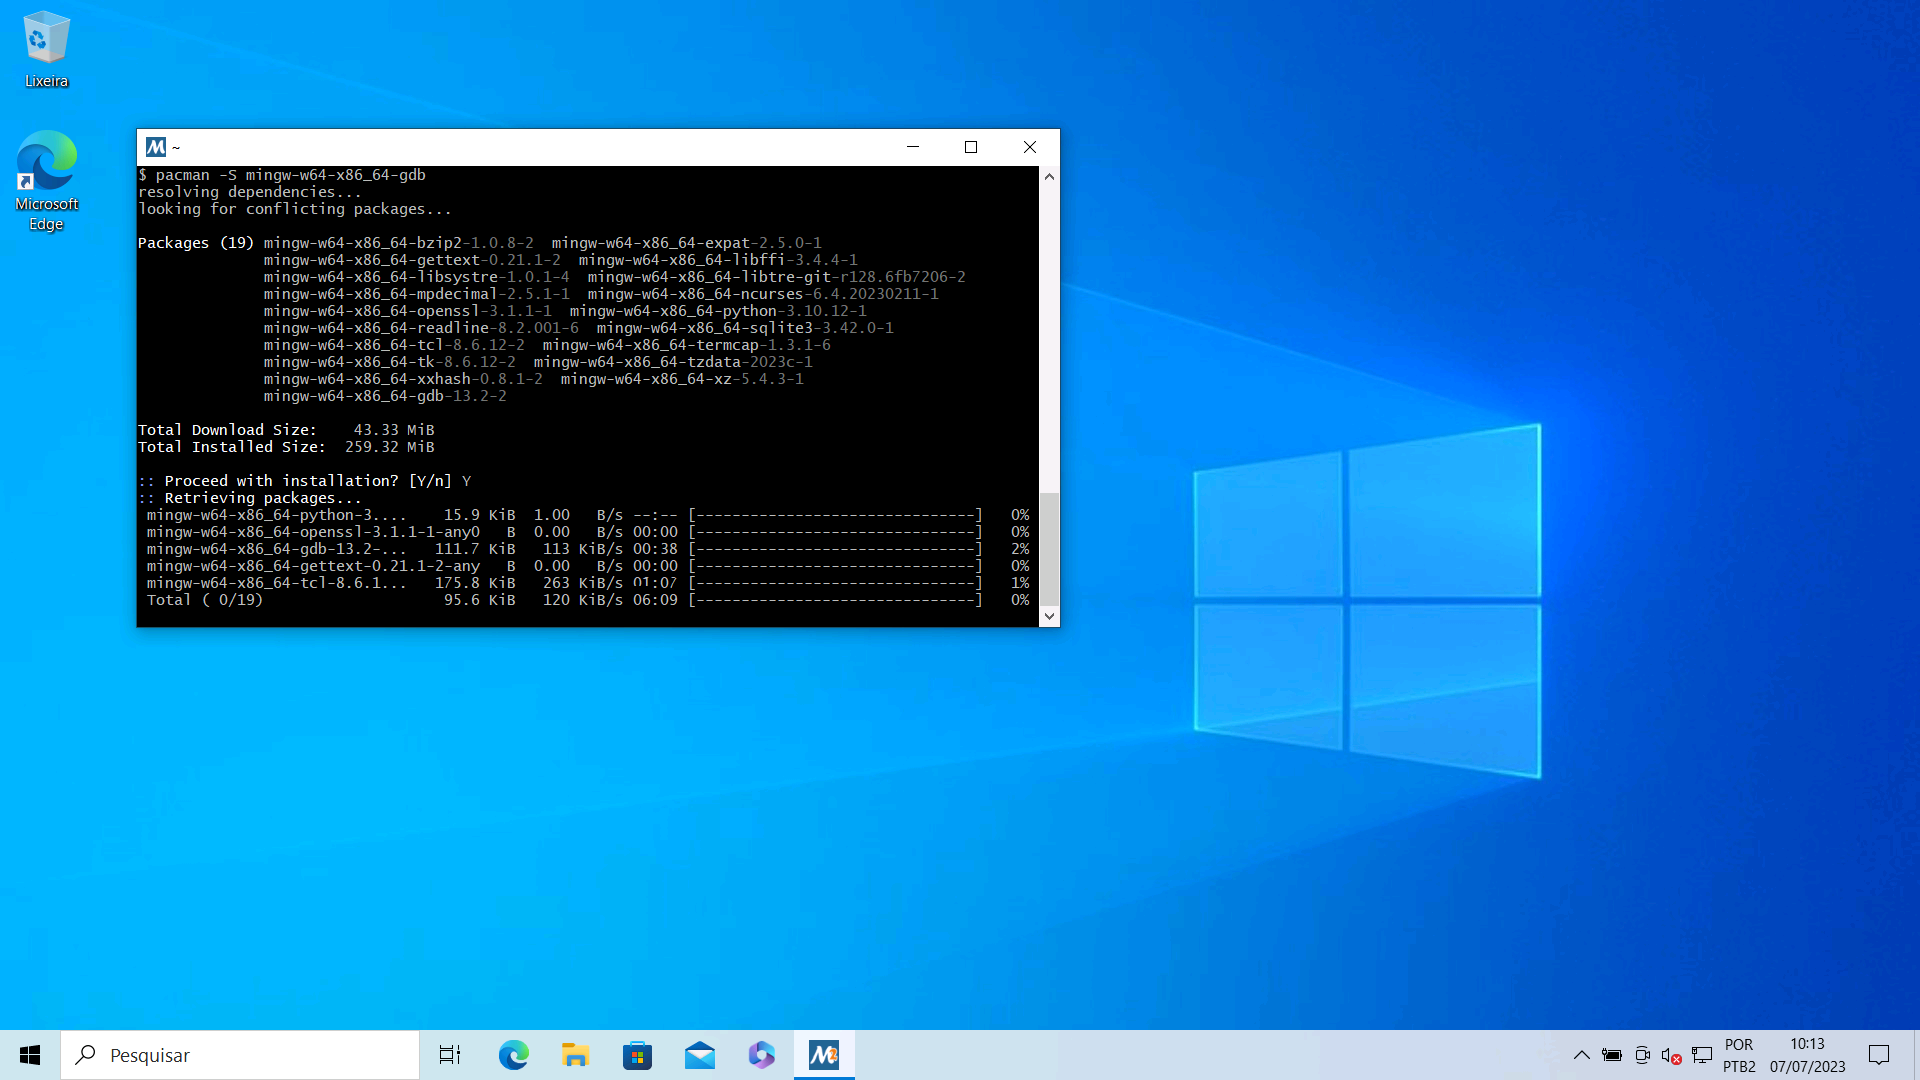 Lixeira
Microsoft
Edge
~
$ pacman -S mingw-w64-x86_64-gdb
resolving dependencies...
looking for conflicting packages...
Packages (19) mingw-w64-x86_64-bzip2-1.0.8-2  mingw-w64-x86_64-expat-2.5.0-1
mingw-w64-x86_64-gettext-0.21.1-2  mingw-w64-x86_64-libffi-3.4.4-1
mingw-w64-x86_64-libsystre-1.0.1-4  mingw-w64-x86_64-libtre-git-r128.6fb7206-2
mingw-w64-x86_64-mpdecimal-2.5.1-1  mingw-w64-x86_64-ncurses-6.4.20230211-1
mingw-w64-x86_64-openssl-3.1.1-1  mingw-w64-x86_64-python-3.10.12-1
mingw-w64-x86_64-readline-8.2.001-6  mingw-w64-x86_64-sqlite3-3.42.0-1
mingw-w64-x86_64-tcl-8.6.12-2  mingw-w64-x86_64-termcap-1.3.1-6
mingw-w64-x86_64-tk-8.6.12-2  mingw-w64-x86_64-tzdata-2023c-1
mingw-w64-x86_64-xxhash-0.8.1-2  mingw-w64-x86_64-xz-5.4.3-1
mingw-w64-x86_64-gdb-13.2-2
Total Download Size:    43.33 MiB
Total Installed Size:  259.32 MiB
:: Proceed with installation? [Y/n] Y
:: Retrieving packages...
mingw-w64-x86_64-python-3....    15.9 KiB  1.00   B/s --:-- [-------------------------------]   0%
mingw-w64-x86_64-openssl-3.1.1-1-any0   B  0.00   B/s 00:00 [-------------------------------]   0%
mingw-w64-x86_64-gdb-13.2-...   111.7 KiB   113 KiB/s 00:38 [-------------------------------]   2%
mingw-w64-x86_64-gettext-0.21.1-2-any   B  0.00   B/s 00:00 [-------------------------------]   0%
mingw-w64-x86_64-tcl-8.6.1...   175.8 KiB   263 KiB/s 01:07 [-------------------------------]   1%
Total ( 0/19)                    95.6 KiB   120 KiB/s 06:09 [-------------------------------]   0%
Pesquisar
POR
PTB2
10:13
07/07/2023